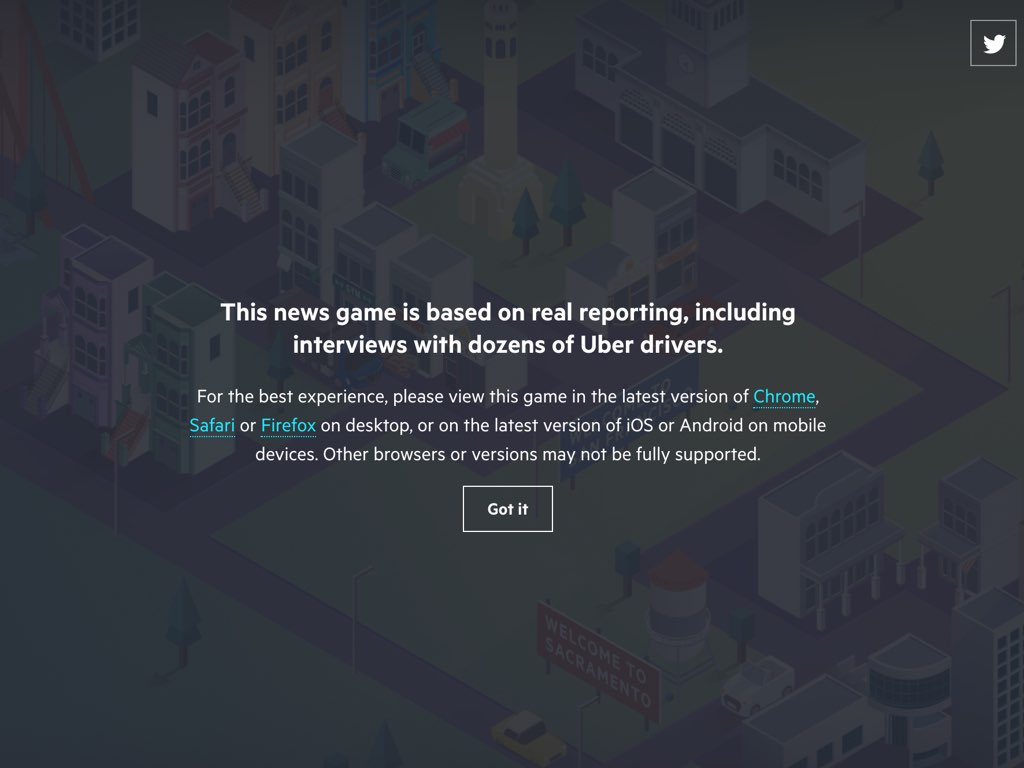 This news game is based on real reporting, including
interviews with dozens of Uber drivers.
For the best experience, please view this game in the latest version of Chrome,
Safari or Firefox on desktop, or on the latest version of iOS or Android on mobile
devices. Other browsers or versions may not be fully supported.
WELCOME TO
SAN FRANCISCO
Got it
WELCOME TO
SACRAMENTO